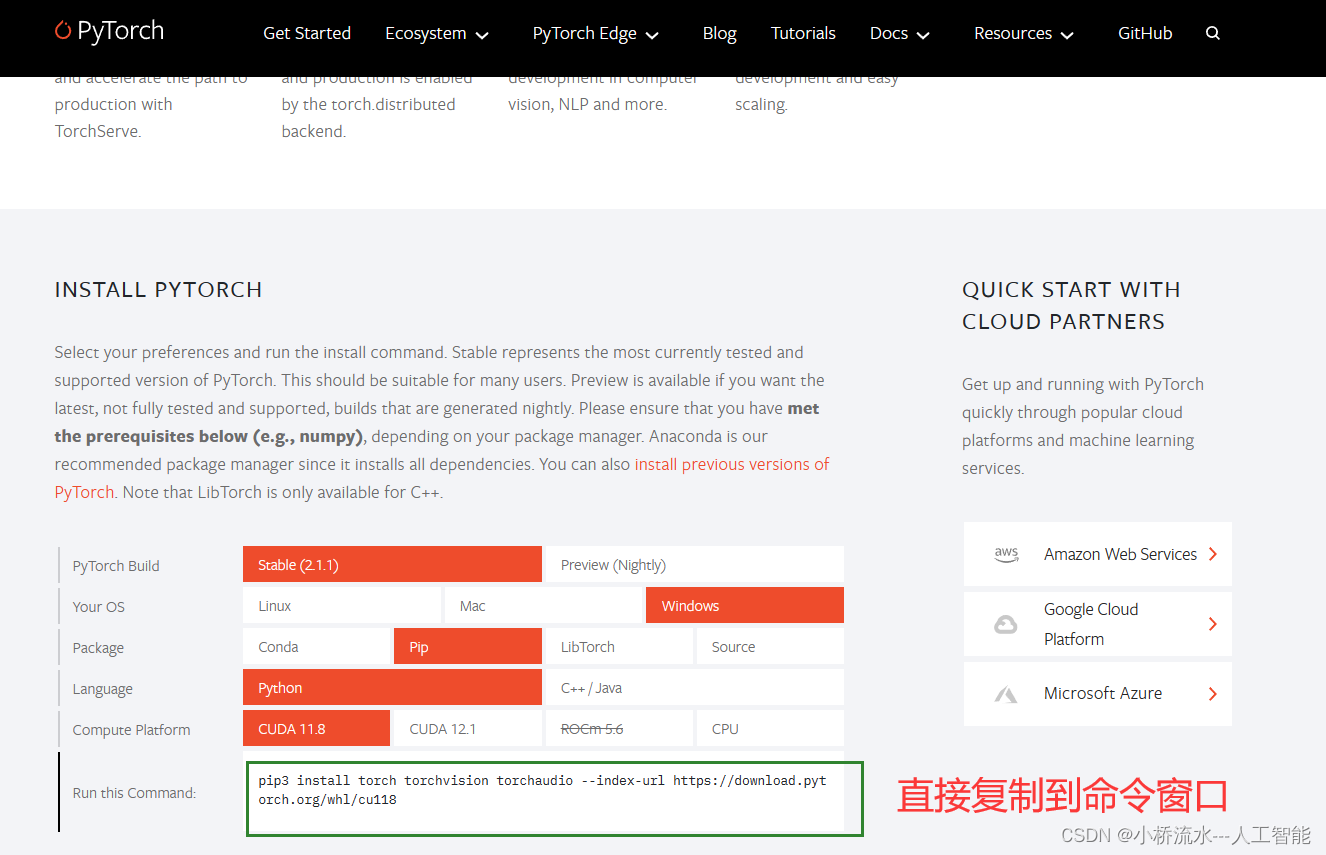 PyTorch Get Started Ecosystem PyTorch Edge Blog Tutorials Docs Resources GitHub
and accelerate the path to
production with
TorchServe.
and production is enabled
by the torch.distributed
backend.
development in computer
vision, NLP and more.
development and easy
scaling.
INSTALL PYTORCH
Select your preferences and run the install command. Stable represents the most currently tested and
supported version of PyTorch. This should be suitable for many users. Preview is available if you want the
latest, not fully tested and supported, builds that are generated nightly. Please ensure that you have met
the prerequisites below (e.g., numpy), depending on your package manager. Anaconda is our
recommended package manager since it installs all dependencies. You can also install previous versions of
PyTorch. Note that LibTorch is only available for C++.
PyTorch Build Stable (2.1.1) Preview (Nightly)
Your OS Linux Mac Windows
Package Conda Pip LibTorch Source
Language Python C++ / Java
Compute Platform CUDA 11.8 CUDA 12.1 ROCm 5.6 CPU
Run this Command:
pip3 install torch torchvision torchaudio --index-url https://download.pyt
orch.org/whl/cu118
QUICK START WITH
CLOUD PARTNERS
Get up and running with PyTorch
quickly through popular cloud
platforms and machine learning
services.
aws Amazon Web Services
Google Cloud
Platform
Microsoft Azure
直接复制到命令窗口
CSDN @小桥流水---人工智能